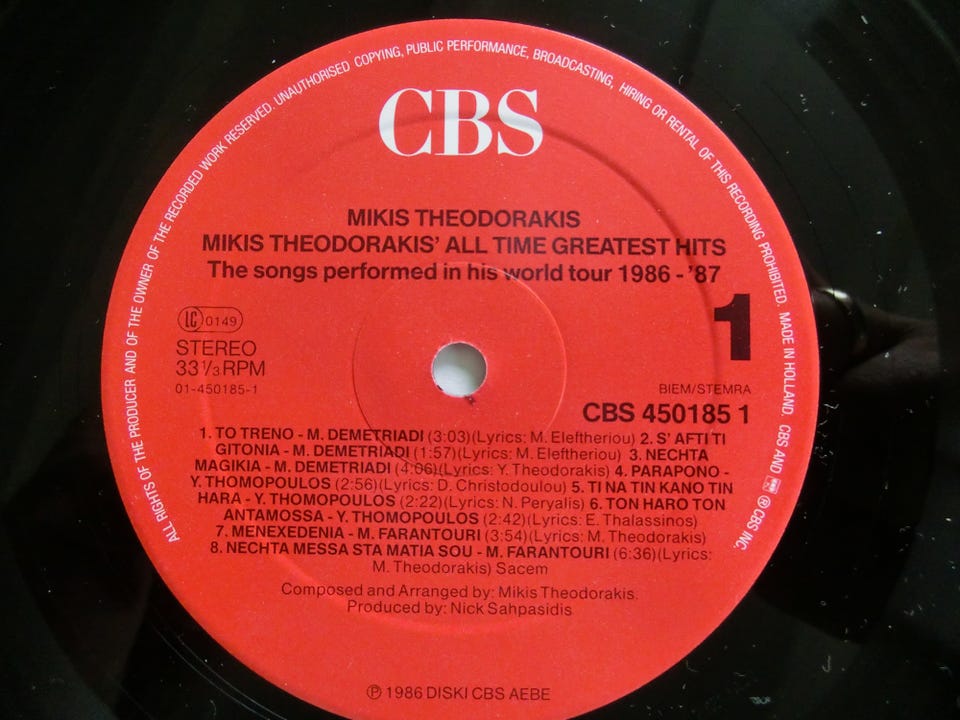 ALL RIGHTS OF THE PRODUCER AND OF THE OWNER OF THE RECORDED WORK RESERVED. UNAUTHORISED COPYING, PUBLIC PERFORMANCE, BROADCASTING, HIRING OR RENTAL OF THIS RECORDING PROHIBITED. MADE IN HOLLAND. CBS AND ℗ CBS INC.
CBS
MIKIS THEODORAKIS
MIKIS THEODORAKIS' ALL TIME GREATEST HITS
The songs performed in his world tour 1986 - '87
LC 0149
STEREO
33 1/3 RPM
01-450185-1
1
BIEM/STEMRA
CBS 450185 1
1. TO TRENO - M. DEMETRIADI (3:03)(Lyrics: M. Eleftheriou) 2. S' AFTI TI
GITONIA - M. DEMETRIADI (1:57)(Lyrics: M. Eleftheriou) 3. NECHTA
MAGIKIA - M. DEMETRIADI (4:06)(Lyrics: Y. Theodorakis) 4. PARAPONO -
Y. THOMOPOULOS (2:56)(Lyrics: D. Christodoulou) 5. TI NA TIN KANO TIN
HARA - Y. THOMOPOULOS (2:22)(Lyrics: N. Peryalis) 6. TON HARO TON
ANTAMOSSA - Y. THOMOPOULOS (2:42)(Lyrics: E. Thalassinos)
7. MENEXEDENIA - M. FARANTOURI (3:54)(Lyrics: M. Theodorakis)
8. NECHTA MESSA STA MATIA SOU - M. FARANTOURI (6:36)(Lyrics:
M. Theodorakis) Sacem
Composed and Arranged by: Mikis Theodorakis.
Produced by: Nick Sahpasidis
℗ 1986 DISKI CBS AEBE